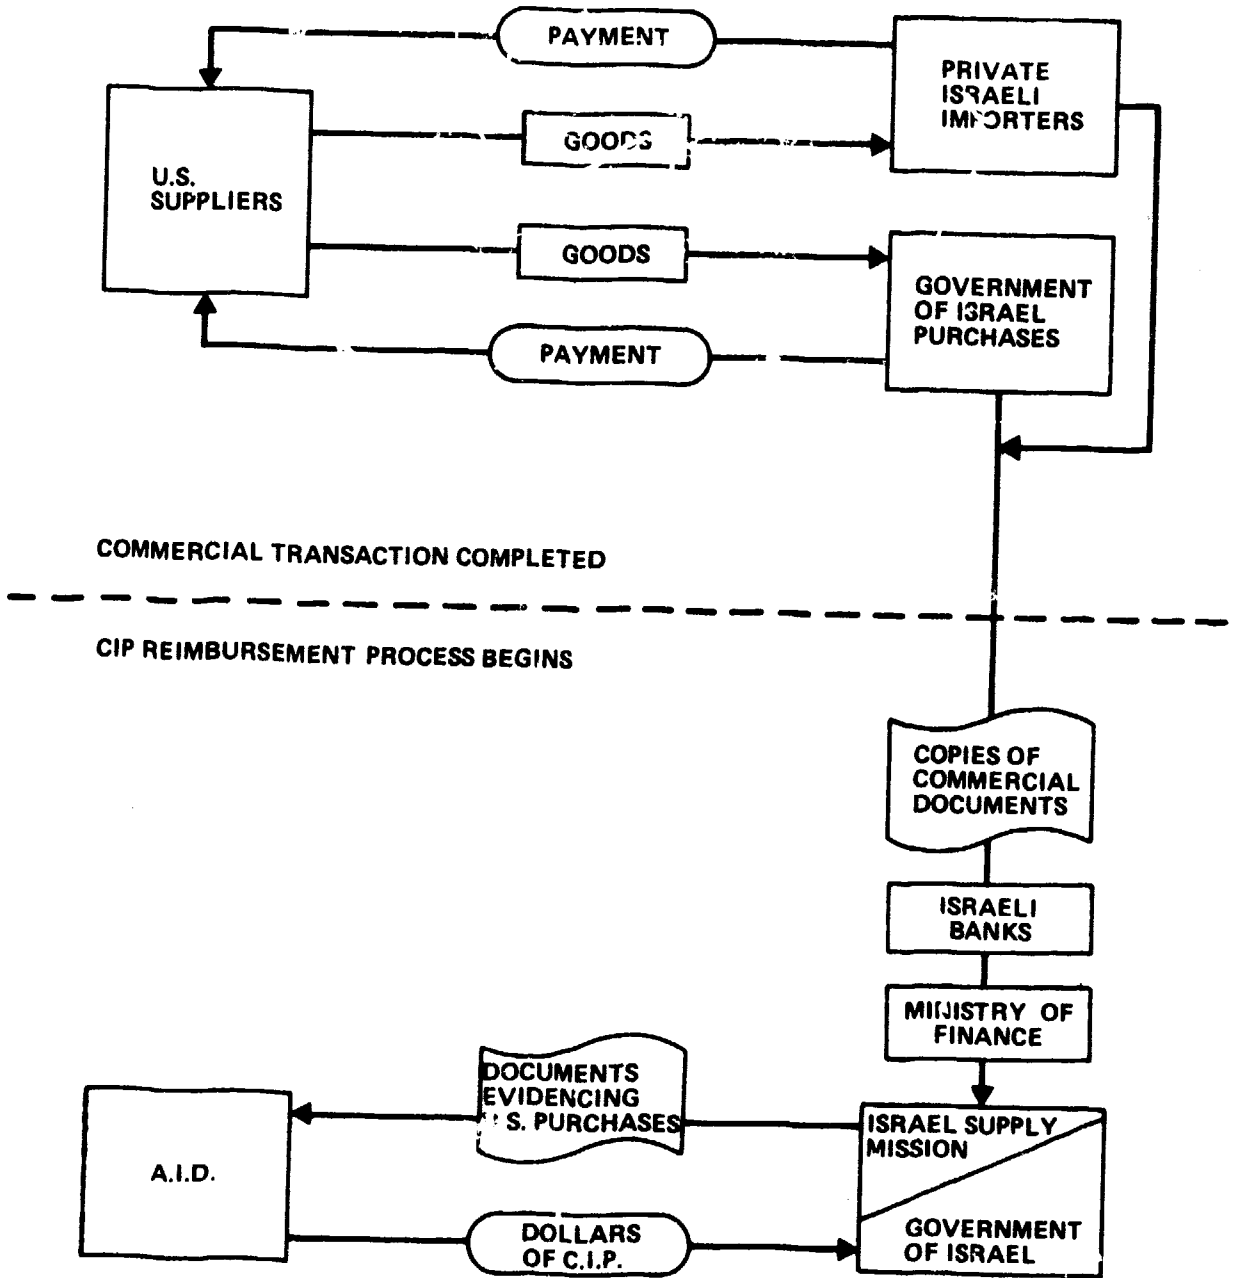 PAYMENT
PRIVATE
ISRAELI
IMPORTERS
GOODS
U.S.
SUPPLIERS
GOODS
GOVERNMENT
OF ISRAEL
PURCHASES
PAYMENT
COMMERCIAL TRANSACTION COMPLETED
CIP REIMBURSEMENT PROCESS BEGINS
COPIES OF
COMMERCIAL
DOCUMENTS
ISRAELI
BANKS
MINISTRY OF
FINANCE
DOCUMENTS
EVIDENCING
U.S. PURCHASES
ISRAEL SUPPLY
MISSION
A.I.D.
DOLLARS
OF C.I.P.
GOVERNMENT
OF ISRAEL